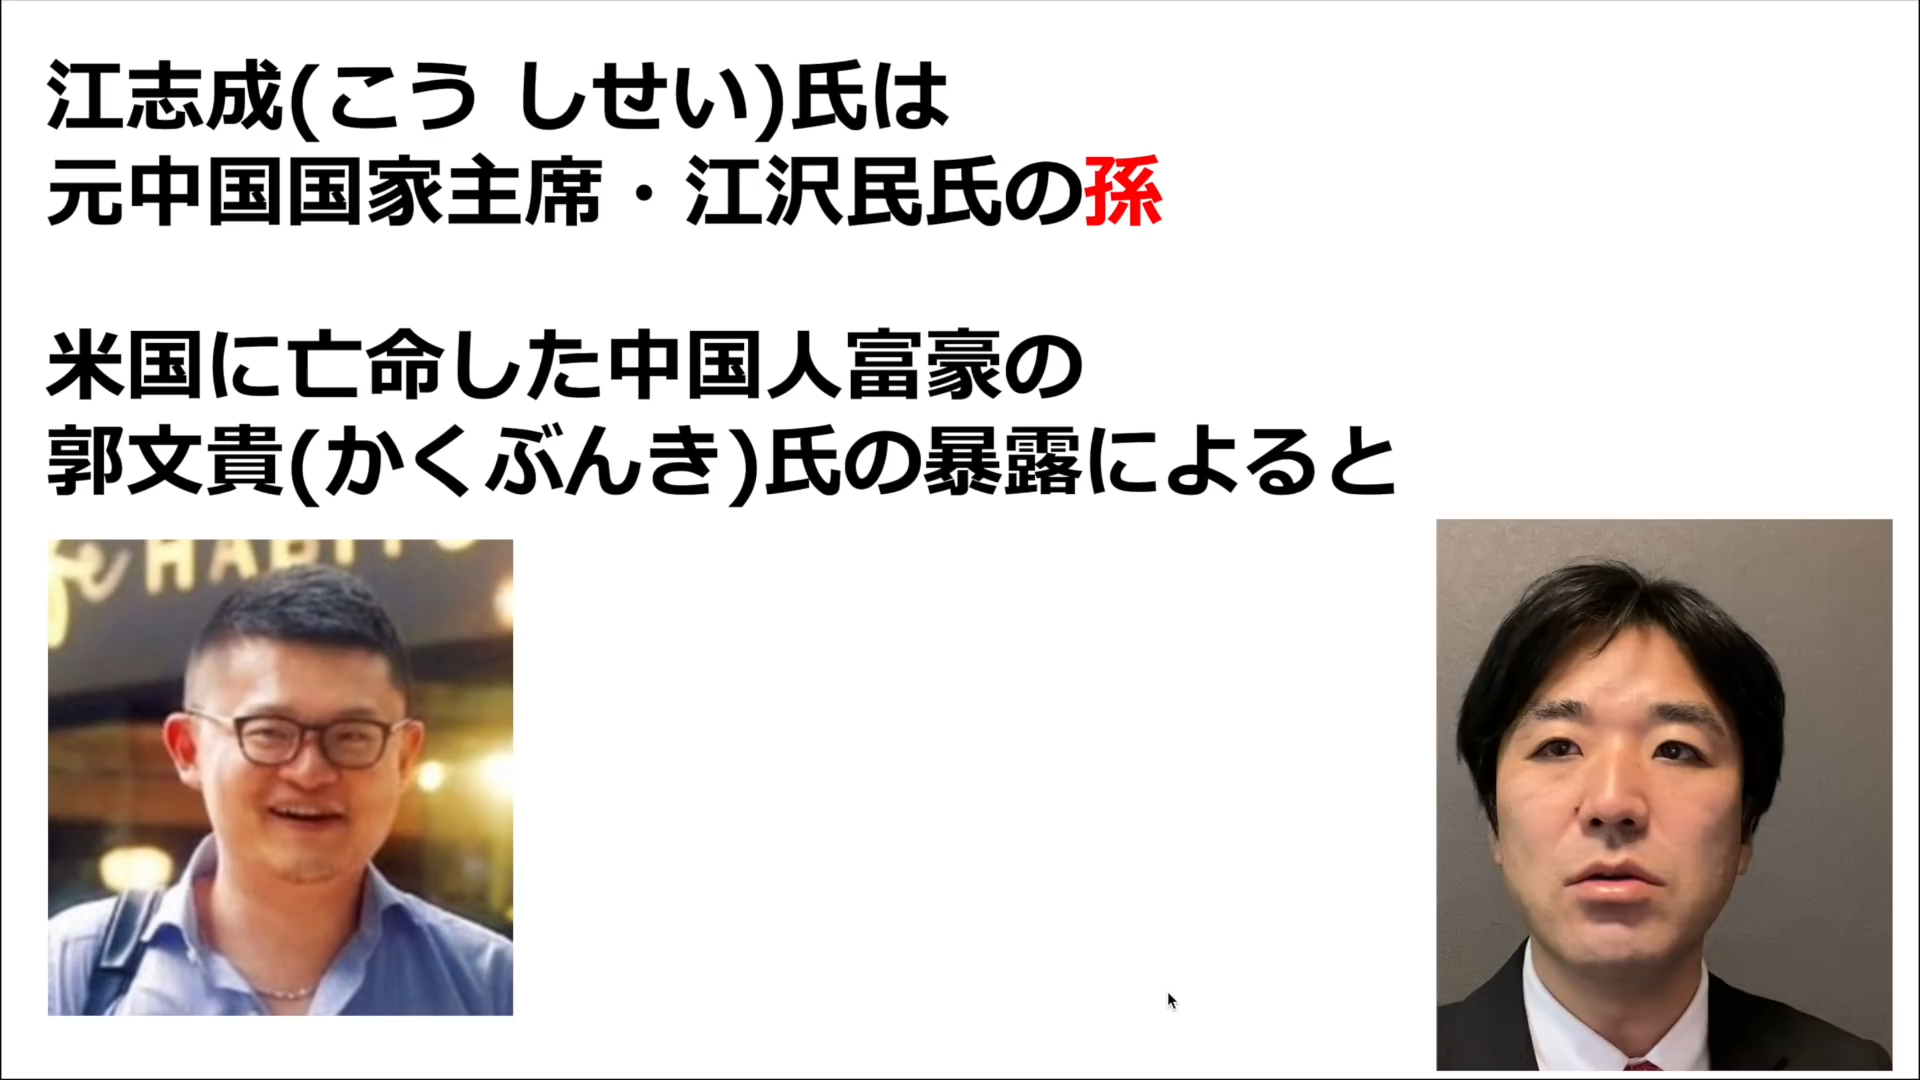 江志成(こう しせい)氏は
元中国国家主席・江沢民氏の孫
米国に亡命した中国人富豪の
郭文貴(かくぶんき)氏の暴露によると
HABITS